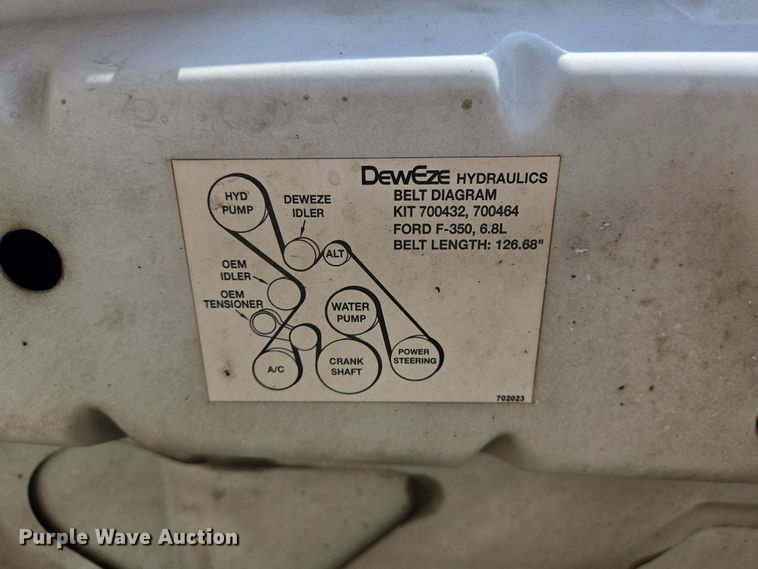 DewEze HYDRAULICS
BELT DIAGRAM
KIT 700432, 700464
FORD F-350, 6.8L
BELT LENGTH: 126.68"
HYD
PUMP
DEWEZE
IDLER
ALT
OEM
IDLER
OEM
TENSIONER
WATER
PUMP
A/C
CRANK
SHAFT
POWER
STEERING
702023
Purple Wave Auction